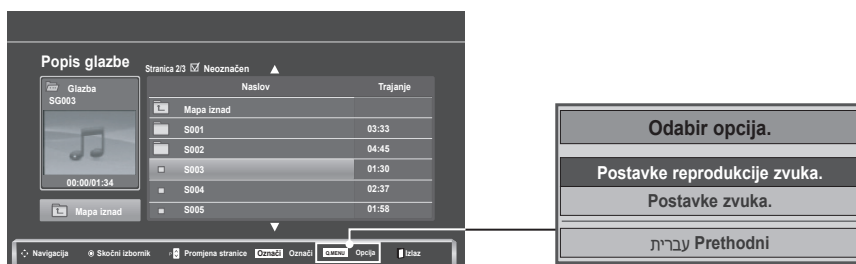 Popis glazbe
Stranica 2/3 Neoznačen
Glazba
SG003
00:00/01:34
Mapa iznad
Naslov Trajanje
Mapa iznad
S001 03:33
S002 04:45
S003 01:30
S004 02:37
S005 01:58
Navigacija Skočni izbornik P Promjena stranice Označi Označi Q.MENU Opcija Izlaz
Odabir opcija.
Postavke reprodukcije zvuka.
Postavke zvuka.
עברית Prethodni